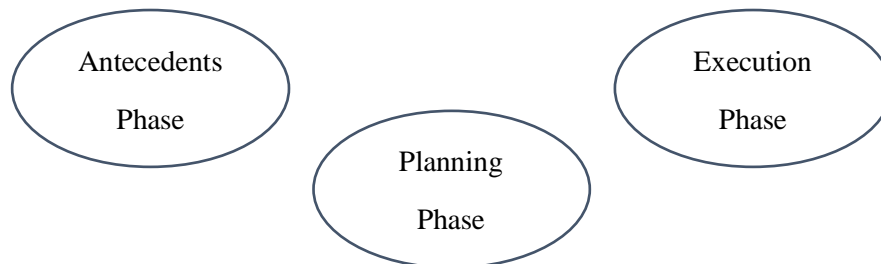 Antecedents
Phase
Planning
Phase
Execution
Phase